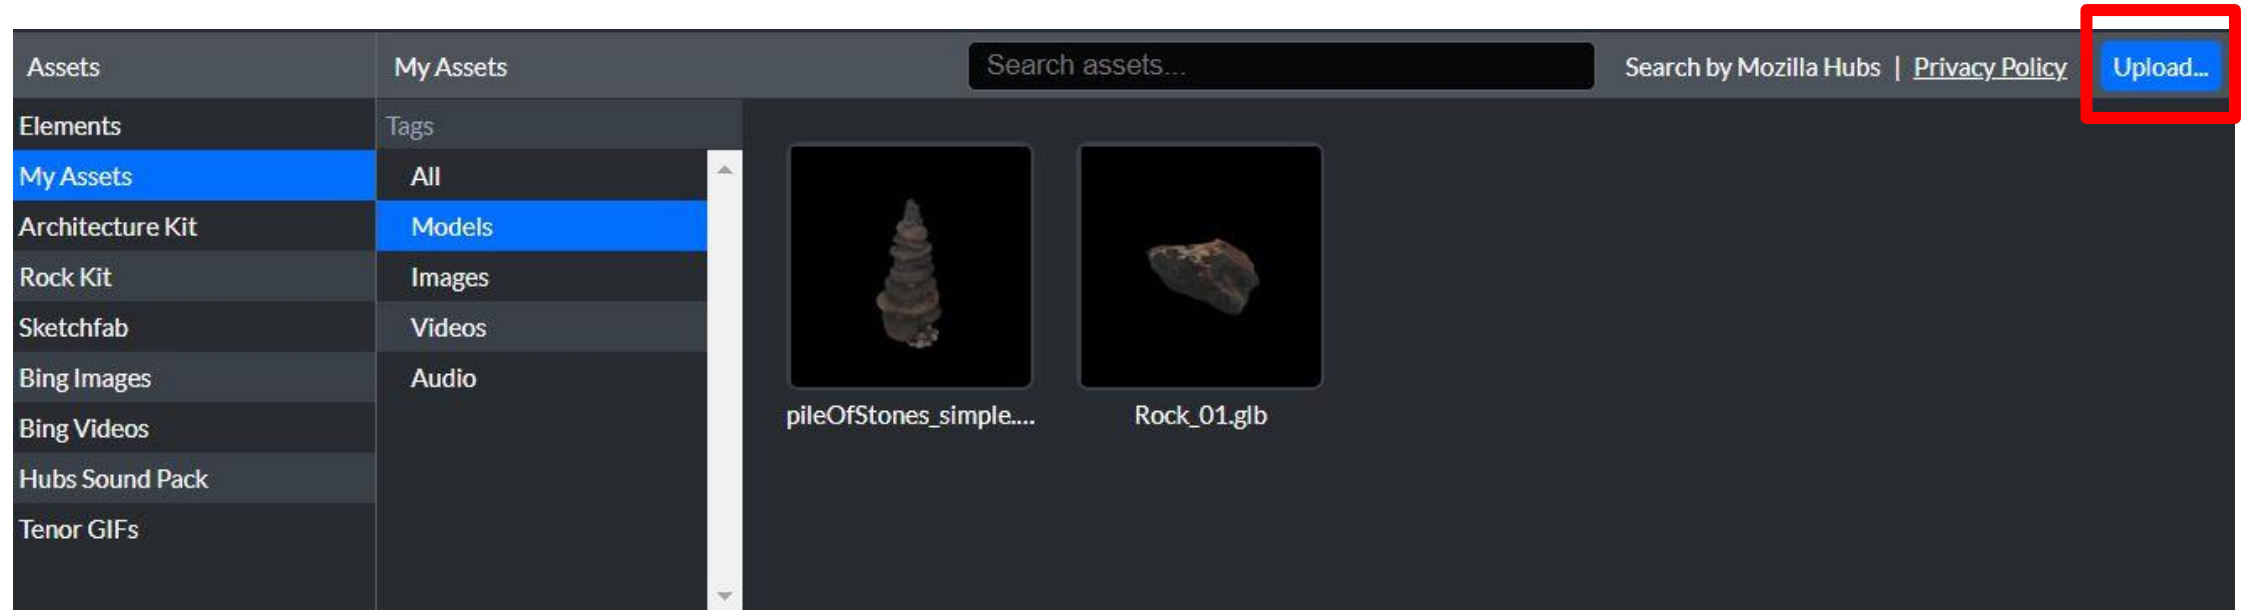 Assets
My Assets
Search assets...
Search by Mozilla Hubs | Privacy Policy
Upload...
Elements
My Assets
Architecture Kit
Rock Kit
Sketchfab
Bing Images
Bing Videos
Hubs Sound Pack
Tenor GIFs
Tags
All
Models
Images
Videos
Audio
pileOfStones_simple....
Rock_01.glb